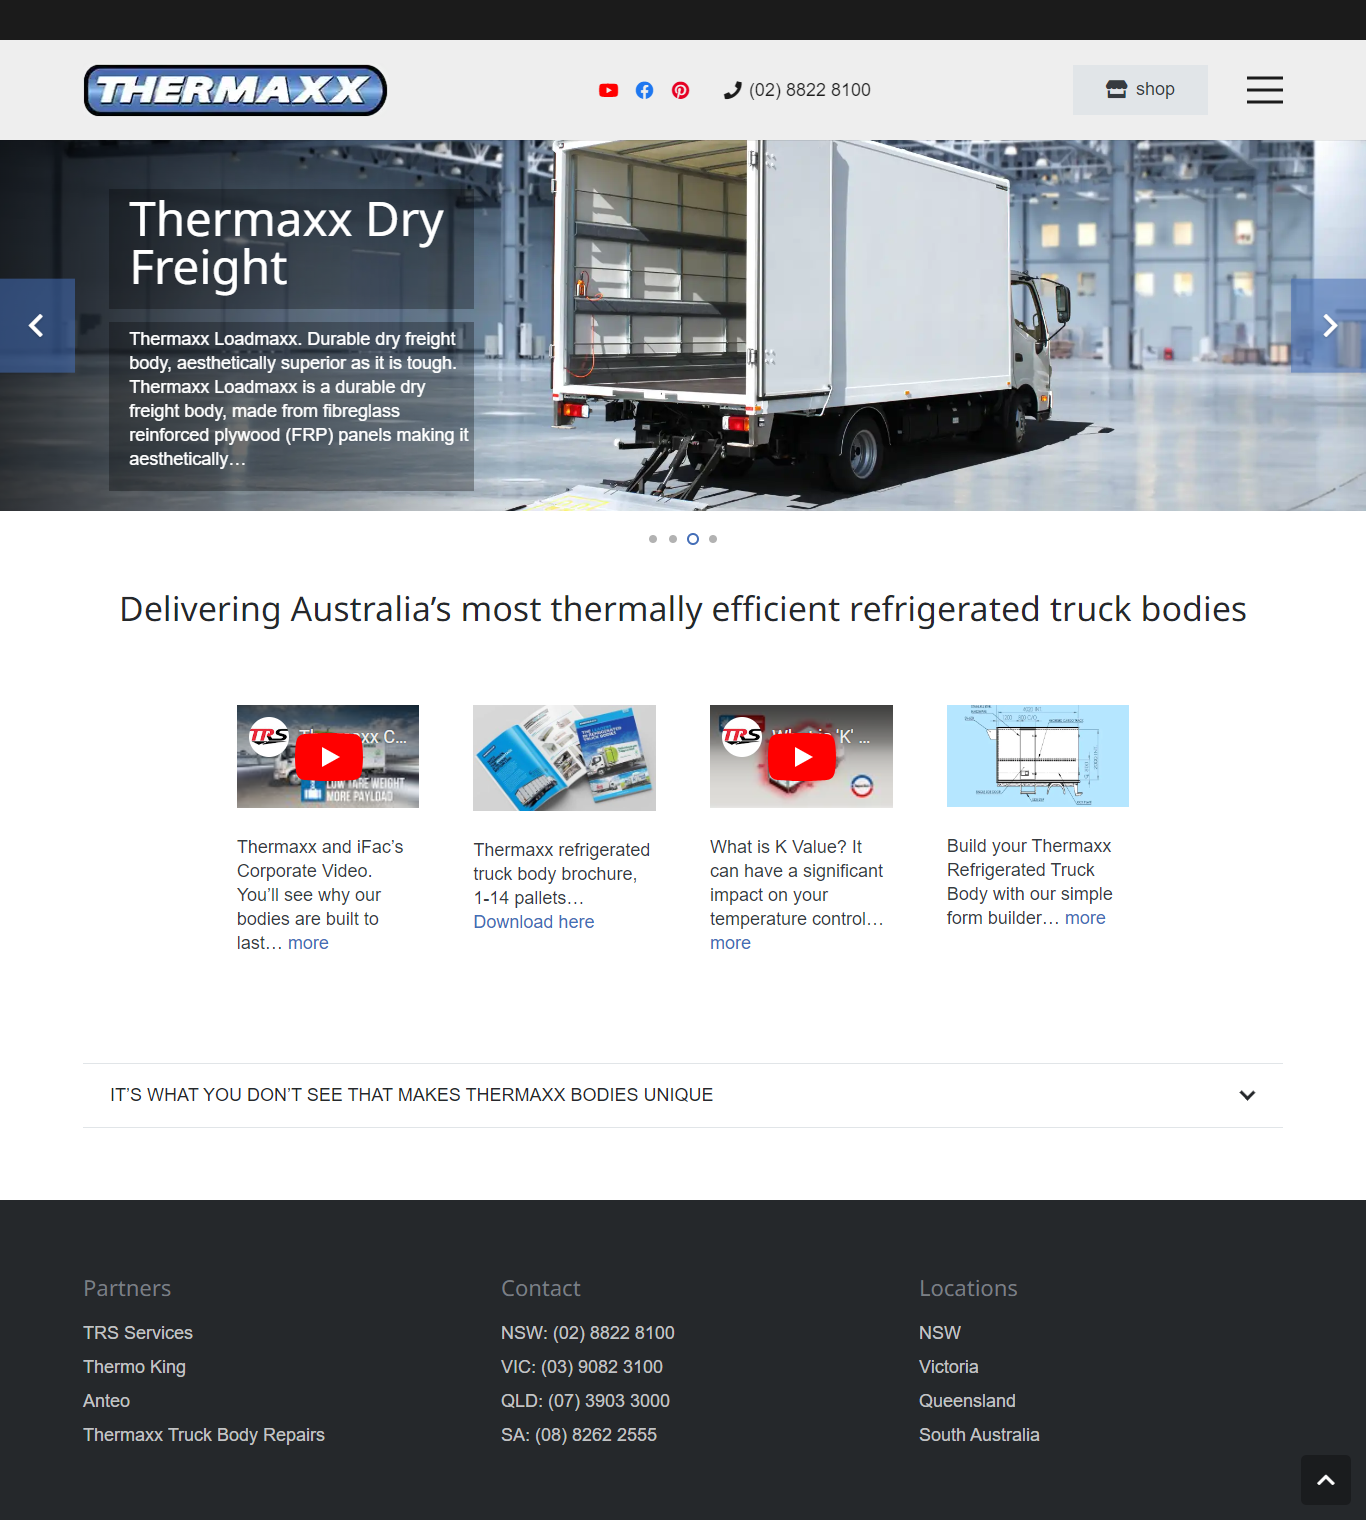 THERMAXX
(02) 8822 8100
shop
Thermaxx Dry
Freight
Thermaxx Loadmaxx. Durable dry freight
body, aesthetically superior as it is tough.
Thermaxx Loadmaxx is a durable dry
freight body, made from fibreglass
reinforced plywood (FRP) panels making it
aesthetically…
Delivering Australia’s most thermally efficient refrigerated truck bodies
TRS
LOW TARE WEIGHT
MORE PAYLOAD
TRS
Thermaxx and iFac’s
Corporate Video.
You’ll see why our
bodies are built to
last… more
Thermaxx refrigerated
truck body brochure,
1-14 pallets…
Download here
What is K Value? It
can have a significant
impact on your
temperature control…
more
Build your Thermaxx
Refrigerated Truck
Body with our simple
form builder… more
IT’S WHAT YOU DON’T SEE THAT MAKES THERMAXX BODIES UNIQUE
Partners
TRS Services
Thermo King
Anteo
Thermaxx Truck Body Repairs
Contact
NSW: (02) 8822 8100
VIC: (03) 9082 3100
QLD: (07) 3903 3000
SA: (08) 8262 2555
Locations
NSW
Victoria
Queensland
South Australia